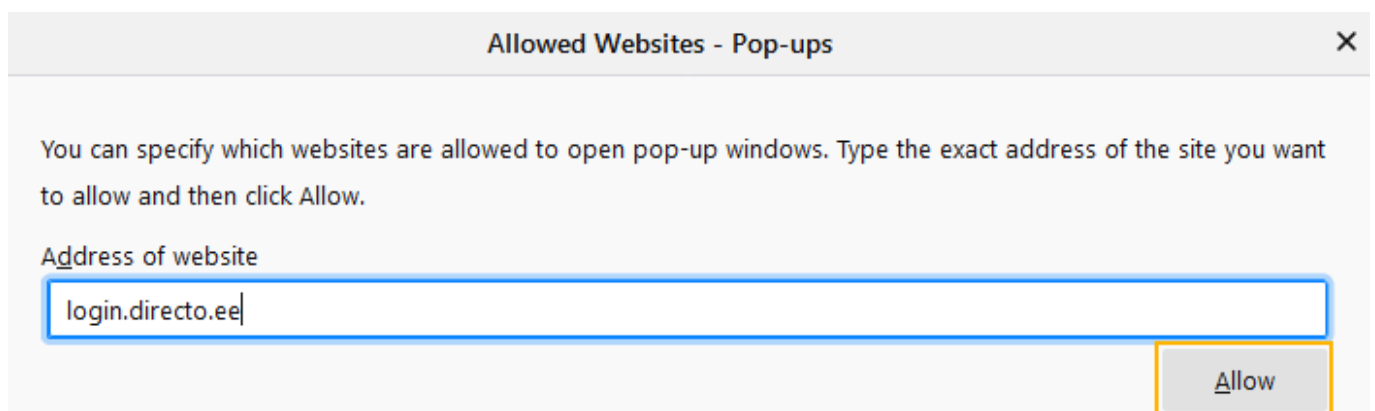 Allowed Websites - Pop-ups
You can specify which websites are allowed to open pop-up windows. Type the exact address of the site you want
to allow and then click Allow.
Address of website
login.directo.ee
Allow